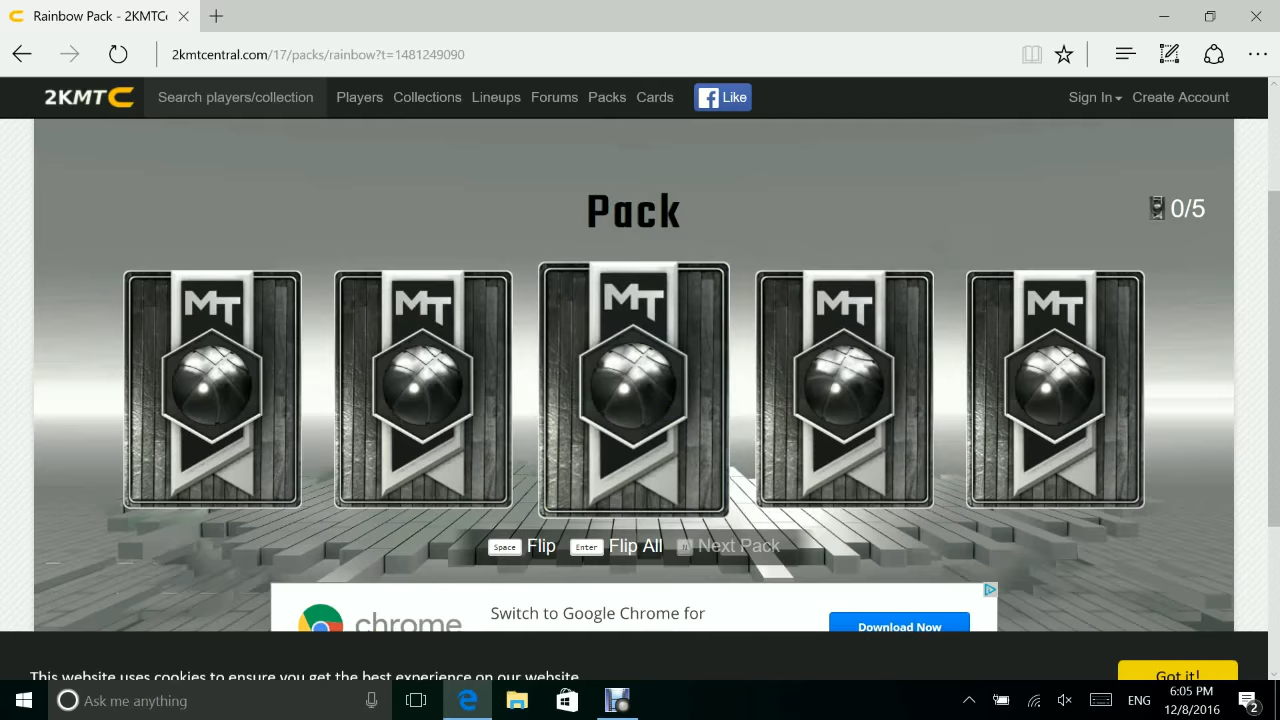 Rainbow Pack - 2KMTC
2kmtcentral.com/17/packs/rainbow?t=1481249090
2KMTC Search players/collection Players Collections Lineups Forums Packs Cards Like Sign In Create Account
Pack
0/5
MT MT MT MT MT
Space Flip Enter Flip All n Next Pack
chrome
Switch to Google Chrome for
Download Now
This website uses cookies to ensure you get the best experience on our website
Got it!
Ask me anything
ENG
6:05 PM
12/8/2016
2